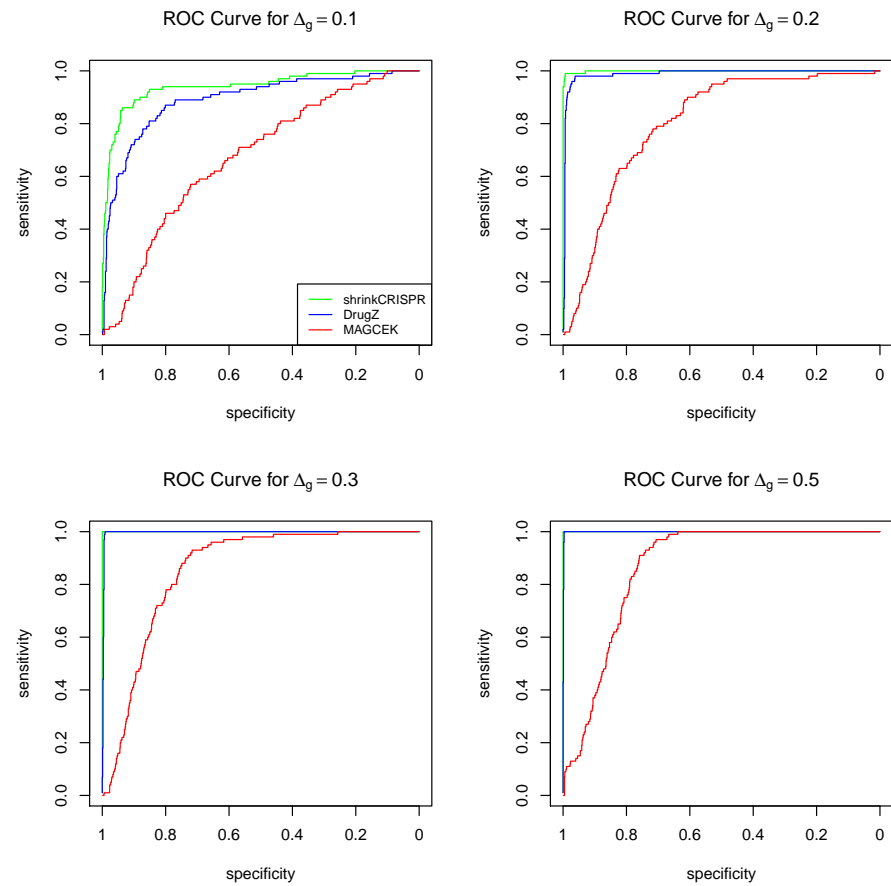 ROC Curve for Δg = 0.1
sensitivity
0.0 0.2 0.4 0.6 0.8 1.0
shrinkCRISPR
DrugZ
MAGCEK
1 0.8 0.6 0.4 0.2 0
specificity
ROC Curve for Δg = 0.2
sensitivity
0.0 0.2 0.4 0.6 0.8 1.0
1 0.8 0.6 0.4 0.2 0
specificity
ROC Curve for Δg = 0.3
sensitivity
0.0 0.2 0.4 0.6 0.8 1.0
1 0.8 0.6 0.4 0.2 0
specificity
ROC Curve for Δg = 0.5
sensitivity
0.0 0.2 0.4 0.6 0.8 1.0
1 0.8 0.6 0.4 0.2 0
specificity